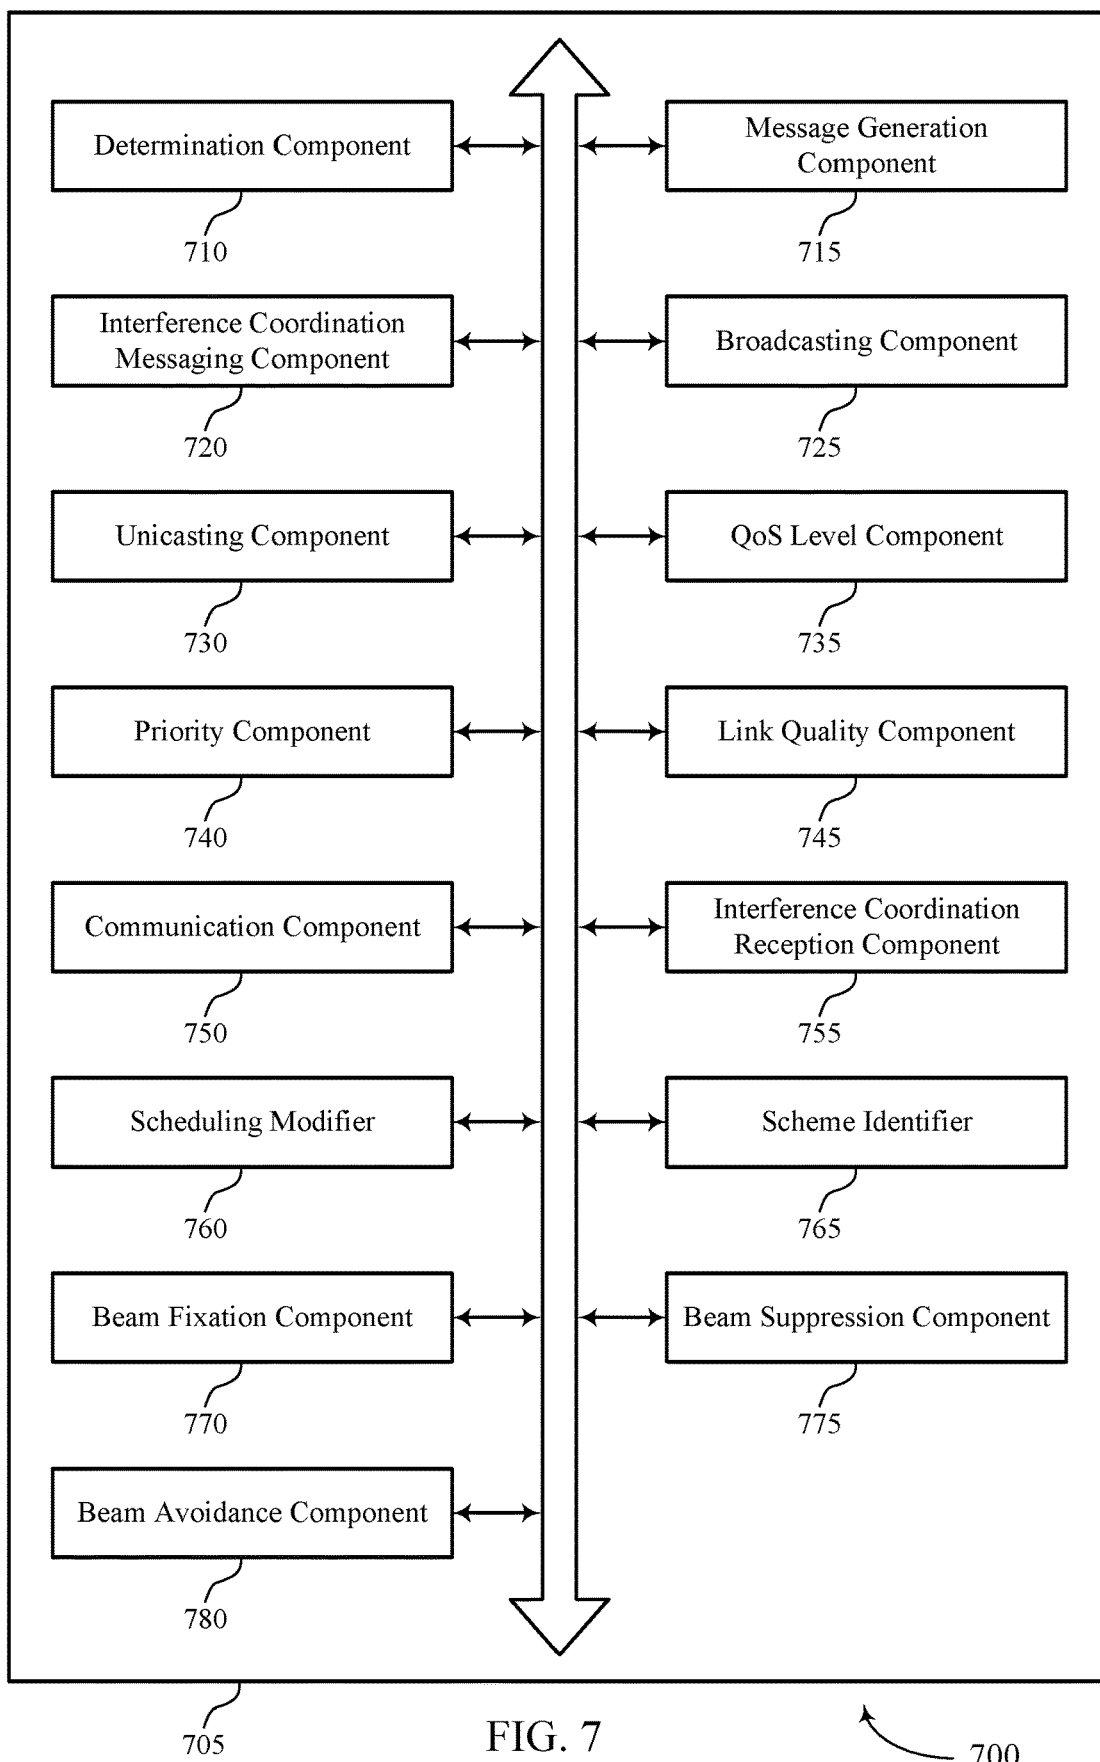 Determination Component
710
Message Generation
Component
715
Interference Coordination
Messaging Component
720
Broadcasting Component
725
Unicasting Component
730
QoS Level Component
735
Priority Component
740
Link Quality Component
745
Communication Component
750
Interference Coordination
Reception Component
755
Scheduling Modifier
760
Scheme Identifier
765
Beam Fixation Component
770
Beam Suppression Component
775
Beam Avoidance Component
780
705
FIG. 7
700